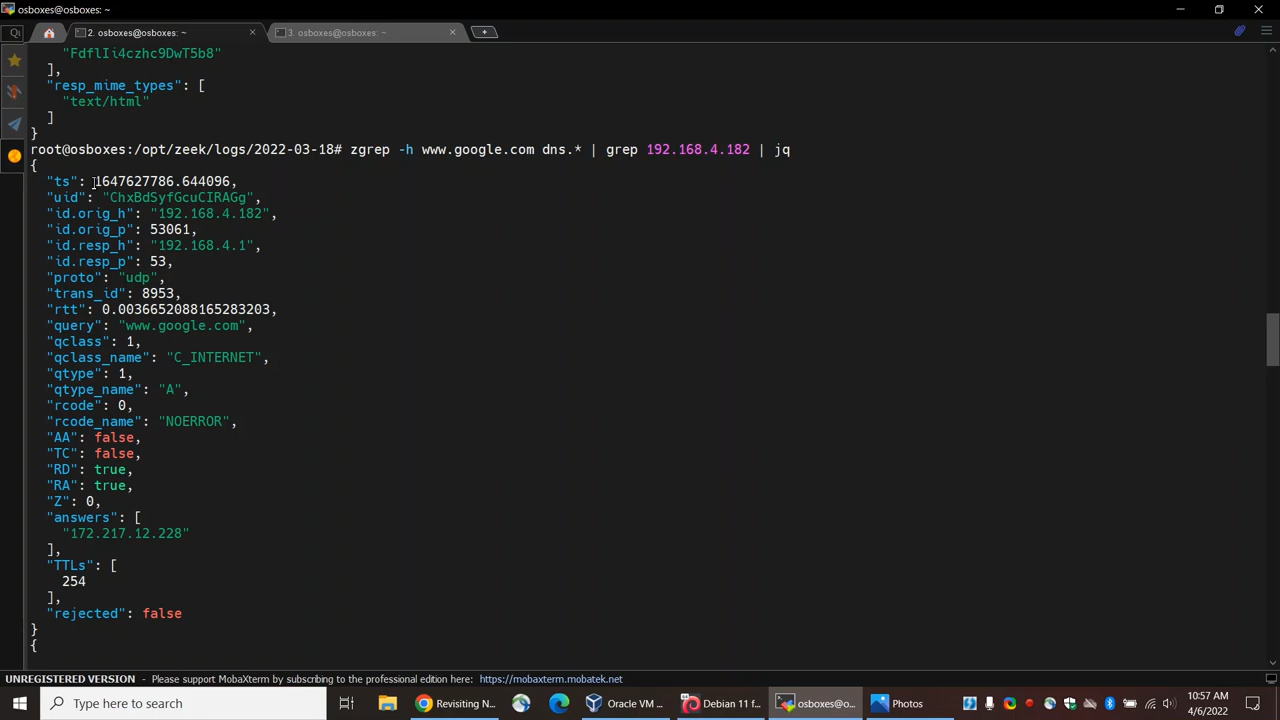 osboxes@osboxes: ~
2. osboxes@osboxes: ~
3. osboxes@osboxes: ~
"FdflIi4czhc9DwT5b8"
],
"resp_mime_types": [
"text/html"
]
}
root@osboxes:/opt/zeek/logs/2022-03-18# zgrep -h www.google.com dns.* | grep 192.168.4.182 | jq
{
"ts": 1647627786.644096,
"uid": "ChxBdSyfGcuCIRAGg",
"id.orig_h": "192.168.4.182",
"id.orig_p": 53061,
"id.resp_h": "192.168.4.1",
"id.resp_p": 53,
"proto": "udp",
"trans_id": 8953,
"rtt": 0.0036652088165283203,
"query": "www.google.com",
"qclass": 1,
"qclass_name": "C_INTERNET",
"qtype": 1,
"qtype_name": "A",
"rcode": 0,
"rcode_name": "NOERROR",
"AA": false,
"TC": false,
"RD": true,
"RA": true,
"Z": 0,
"answers": [
"172.217.12.228"
],
"TTLs": [
254
],
"rejected": false
}
{
UNREGISTERED VERSION - Please support MobaXterm by subscribing to the professional edition here: https://mobaxterm.mobatek.net
Type here to search
Revisiting N...
Oracle VM ...
Debian 11 f...
osboxes@o...
Photos
10:57 AM
4/6/2022